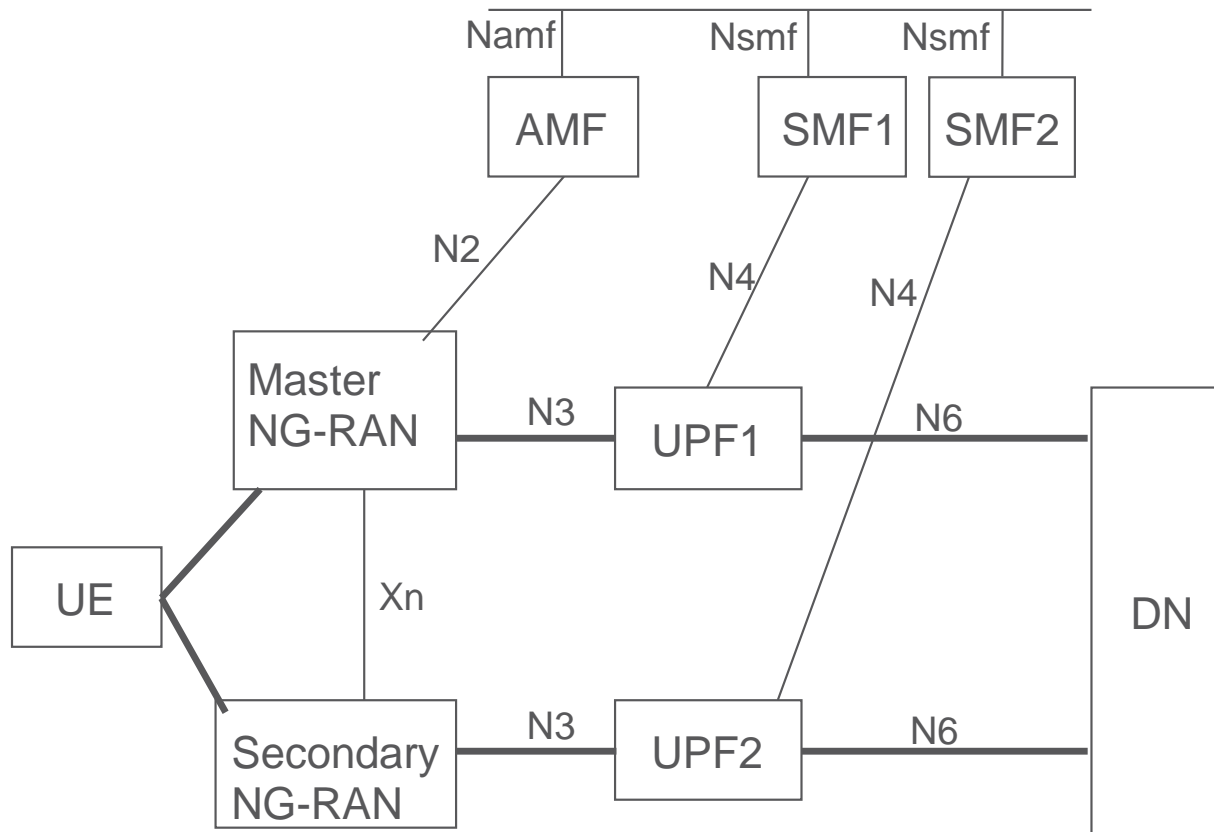 Namf
Nsmf
Nsmf
AMF
SMF1
SMF2
N2
N4
N4
Master
NG-RAN
N3
UPF1
N6
UE
Xn
DN
Secondary
NG-RAN
N3
UPF2
N6